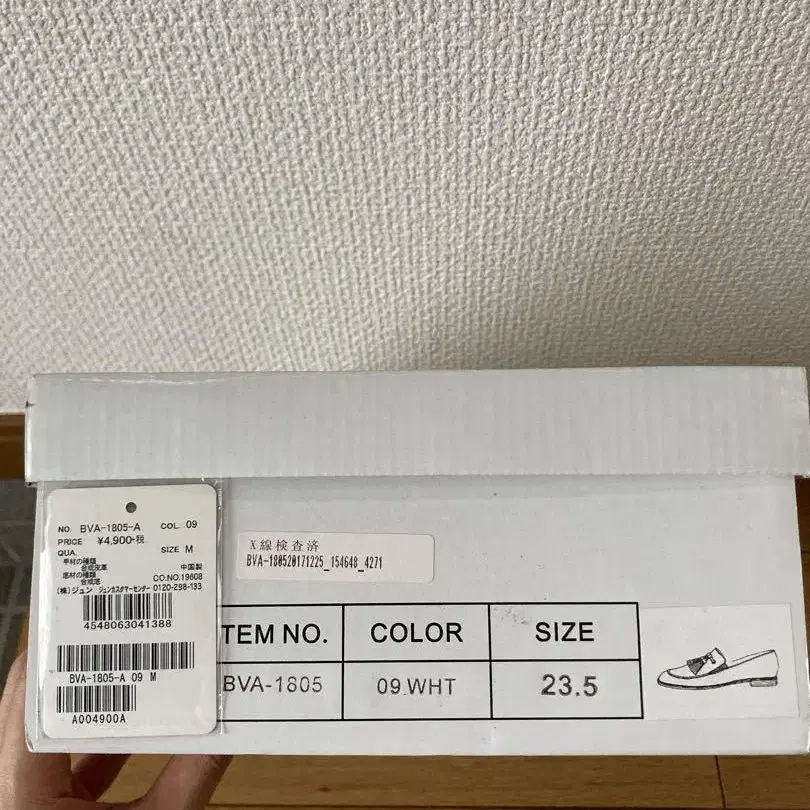 NO. BVA-1805-A COL. 09
PRICE ¥4,900+税
QUA. SIZE M
甲材の種類
合成皮革 中国製
底材の種類
合成底 CO.NO.19608
(株)ジュン ジュンカスタマーセンター 0120-298-133
4548063041388
BVA-1805-A 09 M
A004900A
X線検査済
BVA-180520171225_154648_4271
TEM NO. COLOR SIZE
BVA-1805 09.WHT 23.5